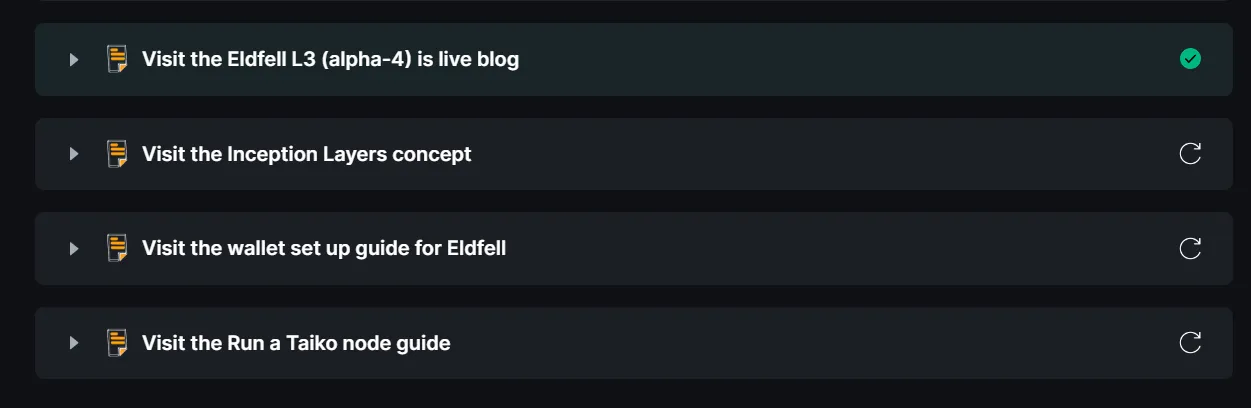 Visit the Eldfell L3 (alpha-4) is live blog
Visit the Inception Layers concept
Visit the wallet set up guide for Eldfell
Visit the Run a Taiko node guide